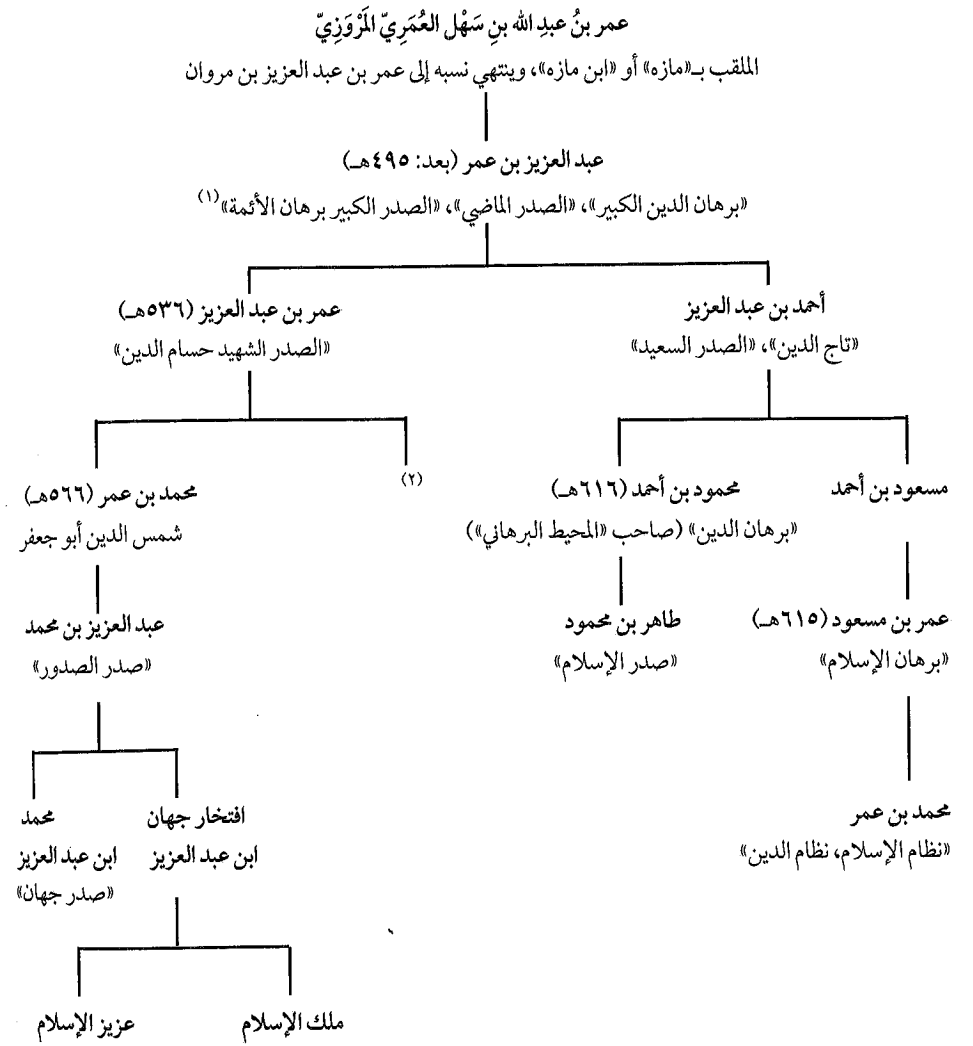 عمر بنُ عبدِ الله بنِ سَهْل العُمَرِيّ المَرْوَزِيّ
الملقب بـ«مازه» أو «ابن مازه»، وينتهي نسبه إلى عمر بن عبد العزيز بن مروان
عبد العزيز بن عمر (بعد: ٤٩٥هـ)
«برهان الدين الكبير»، «الصدر الماضي»، «الصدر الكبير برهان الأئمة»(١)
أحمد بن عبد العزيز
«تاج الدين»، «الصدر السعيد»
عمر بن عبد العزيز (٥٣٦هـ)
«الصدر الشهيد حسام الدين»
مسعود بن أحمد
محمود بن أحمد (٦١٦هـ)
«برهان الدين» (صاحب «المحيط البرهاني»)
(٢)
محمد بن عمر (٥٦٦هـ)
شمس الدين أبو جعفر
عمر بن مسعود (٦١٥هـ)
«برهان الإسلام»
طاهر بن محمود
«صدر الإسلام»
عبد العزيز بن محمد
«صدر الصدور»
محمد بن عمر
«نظام الإسلام، نظام الدين»
افتخار جهان
ابن عبد العزيز
محمد
ابن عبد العزيز
«صدر جهان»
ملك الإسلام
عزيز الإسلام